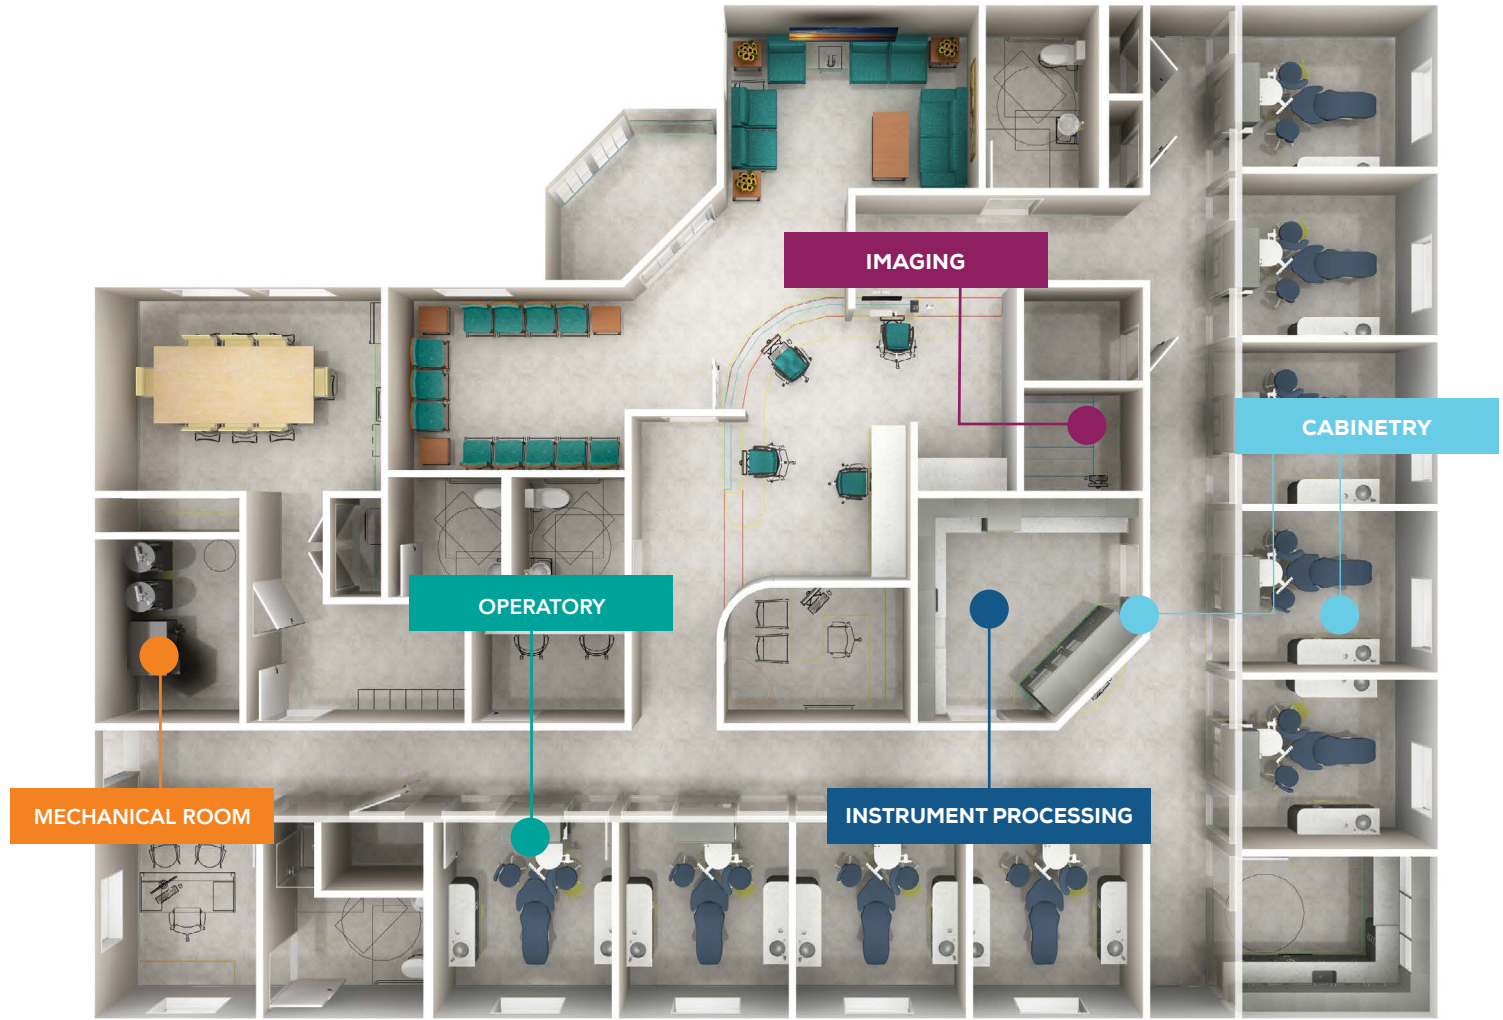 IMAGING
CABINETRY
OPERATORY
MECHANICAL ROOM
INSTRUMENT PROCESSING